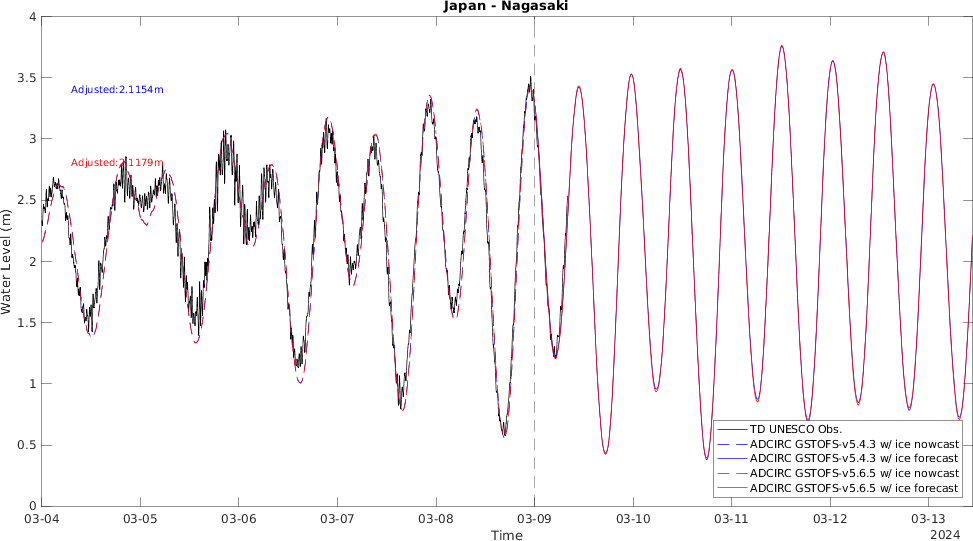 Japan - Nagasaki
4
3.5
3
2.5
2
1.5
1
0.5
0
Water Level (m)
Adjusted:2.1154m
Adjusted:2.1179m
TD UNESCO Obs.
ADCIRC GSTOFS-v5.4.3 w/ ice nowcast
ADCIRC GSTOFS-v5.4.3 w/ ice forecast
ADCIRC GSTOFS-v5.6.5 w/ ice nowcast
ADCIRC GSTOFS-v5.6.5 w/ ice forecast
03-04 03-05 03-06 03-07 03-08 03-09 03-10 03-11 03-12 03-13
Time
2024